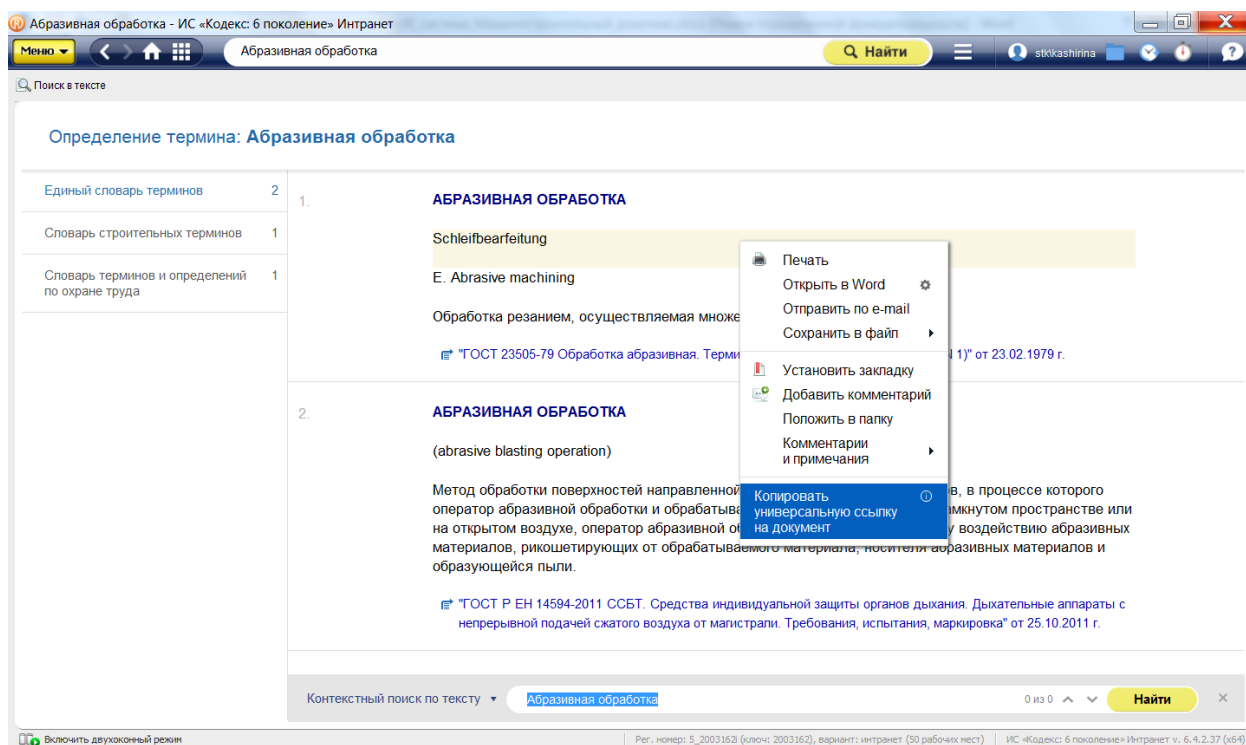 Абразивная обработка - ИС «Кодекс: 6 поколение» Интранет
Меню
Абразивная обработка
Найти
stk\kashirina
Поиск в тексте
Определение термина: Абразивная обработка
Единый словарь терминов 2
Словарь строительных терминов 1
Словарь терминов и определений 1
по охране труда
1. АБРАЗИВНАЯ ОБРАБОТКА
Schleifbearfeitung
E. Abrasive machining
Обработка резанием, осуществляемая множе
"ГОСТ 23505-79 Обработка абразивная. Терми 1)" от 23.02.1979 г.
2. АБРАЗИВНАЯ ОБРАБОТКА
(abrasive blasting operation)
Метод обработки поверхностей направленной в, в процессе которого
оператор абразивной обработки и обрабатыва амкнутом пространстве или
на открытом воздухе, оператор абразивной об у воздействию абразивных
материалов, рикошетирующих от обрабатываемого материала, носителя абразивных материалов и
образующейся пыли.
"ГОСТ Р ЕН 14594-2011 ССБТ. Средства индивидуальной защиты органов дыхания. Дыхательные аппараты с
непрерывной подачей сжатого воздуха от магистрали. Требования, испытания, маркировка" от 25.10.2011 г.
Печать
Открыть в Word
Отправить по e-mail
Сохранить в файл
Установить закладку
Добавить комментарий
Положить в папку
Комментарии
и примечания
Копировать
универсальную ссылку
на документ
Контекстный поиск по тексту
Абразивная обработка
0 из 0
Найти
Включить двухоконный режим
Рег. номер: 5_2003162i (ключ: 2003162), вариант: интранет (50 рабочих мест)
ИС «Кодекс: 6 поколение» Интранет v. 6.4.2.37 (x64)